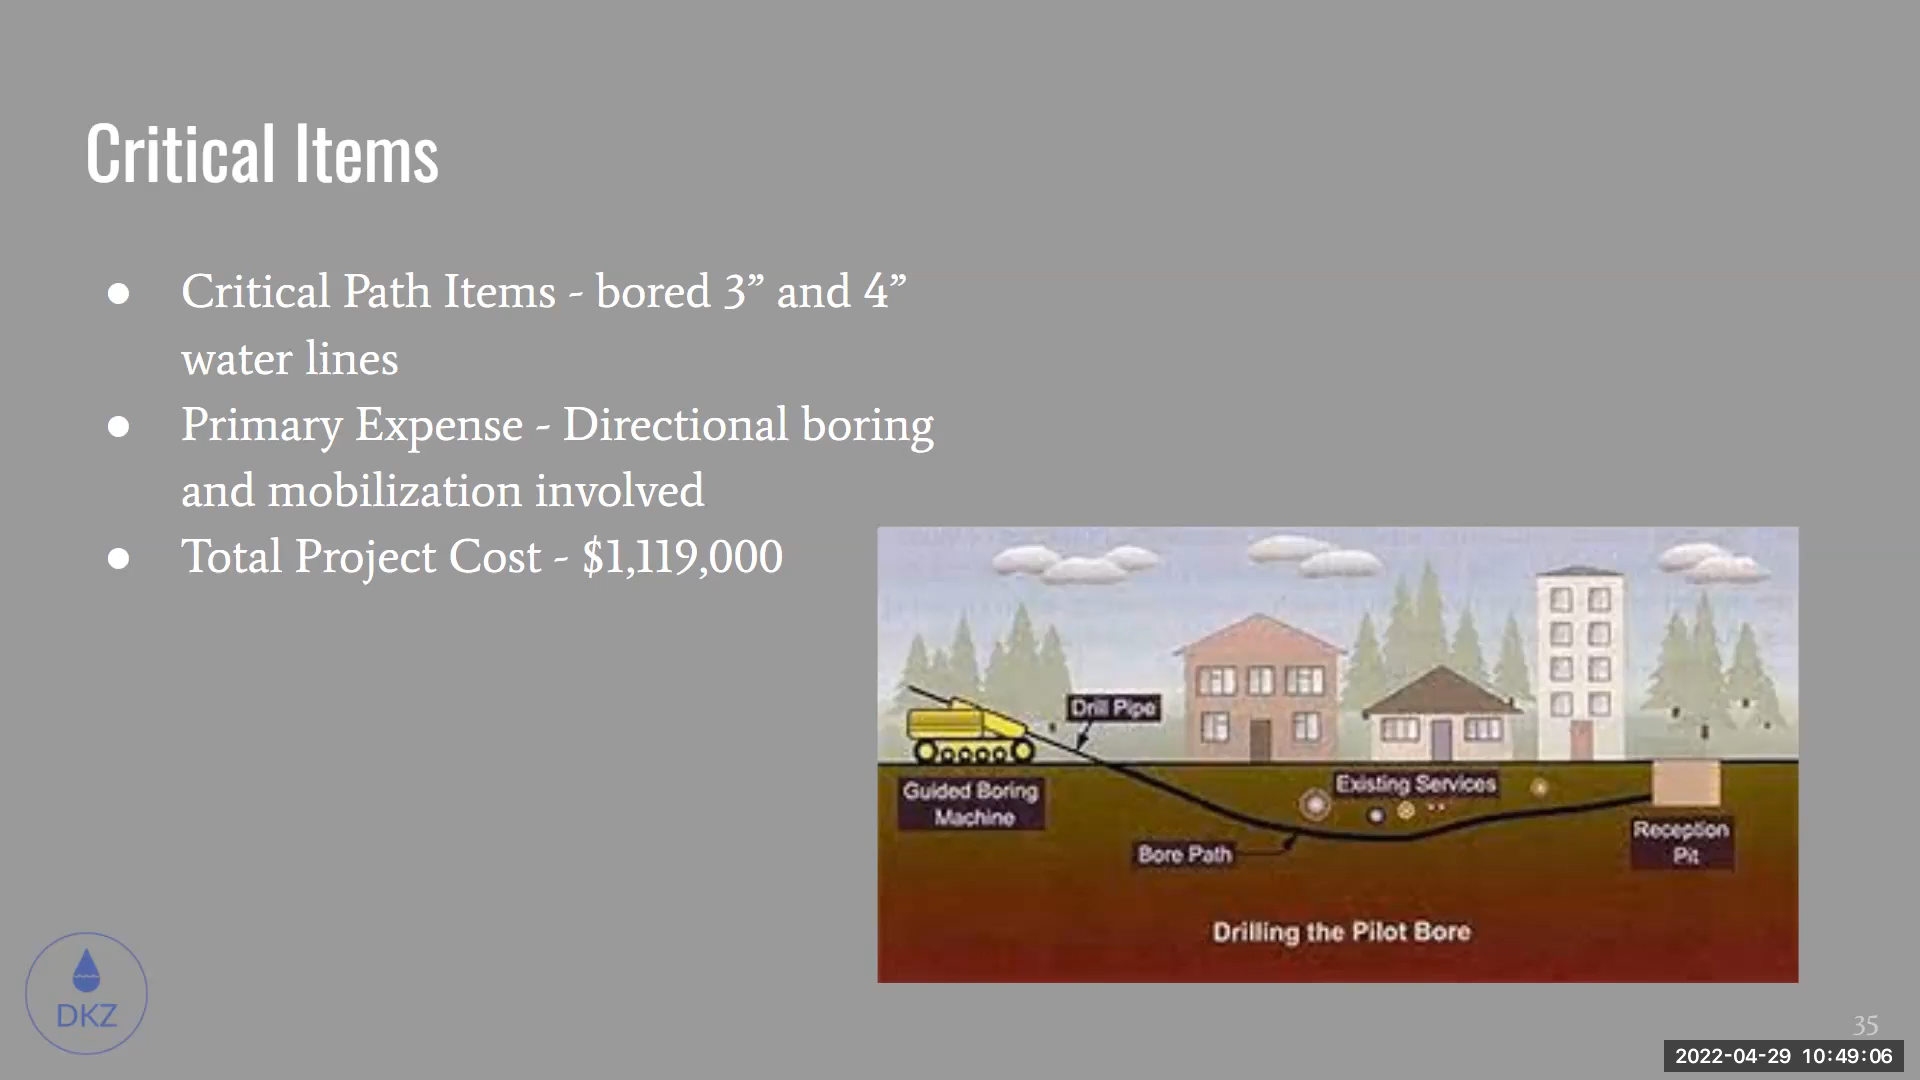 Critical Items
● Critical Path Items - bored 3” and 4”
water lines
● Primary Expense - Directional boring
and mobilization involved
● Total Project Cost - $1,119,000
Drill Pipe
Existing Services
Guided Boring
Machine
Reception
Pit
Bore Path
Drilling the Pilot Bore
DKZ
35
2022-04-29 10:49:06